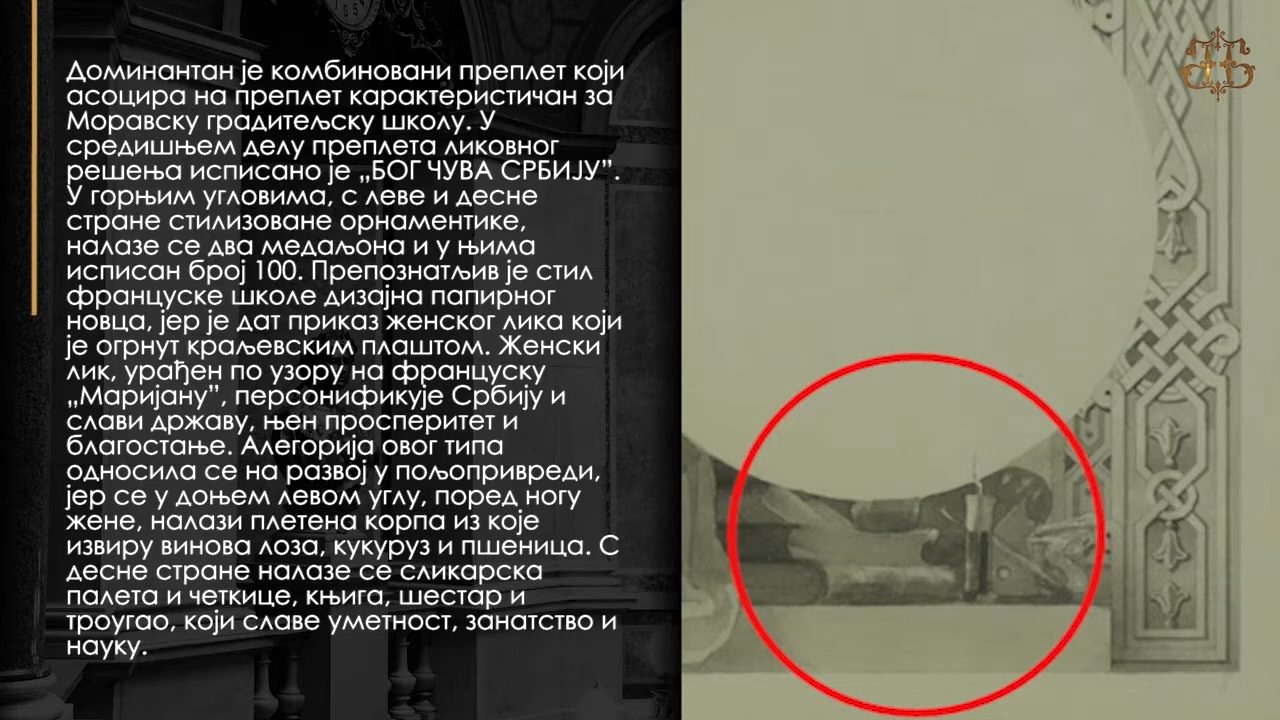 Доминантан је комбиновани преплет који
асоцира на преплет карактеристичан за
Моравску градитељску школу. У
средишњем делу преплета ликовног
решења исписано је „БОГ ЧУВА СРБИЈУ”.
У горњим угловима, с леве и десне
стране стилизоване орнаментике,
налазе се два медаљона и у њима
исписан број 100. Препознатљив је стил
француске школе дизајна папирног
новца, јер је дат приказ женског лика који
је огрнут краљевским плаштом. Женски
лик, урађен по узору на француску
„Маријану”, персонификује Србију и
слави државу, њен просперитет и
благостање. Алегорија овог типа
односила се на развој у пољопривреди,
јер се у доњем левом углу, поред ногу
жене, налази плетена корпа из које
извиру винова лоза, кукуруз и пшеница. С
десне стране налазе се сликарска
палета и четкице, књига, шестар и
троугао, који славе уметност, занатство и
науку.